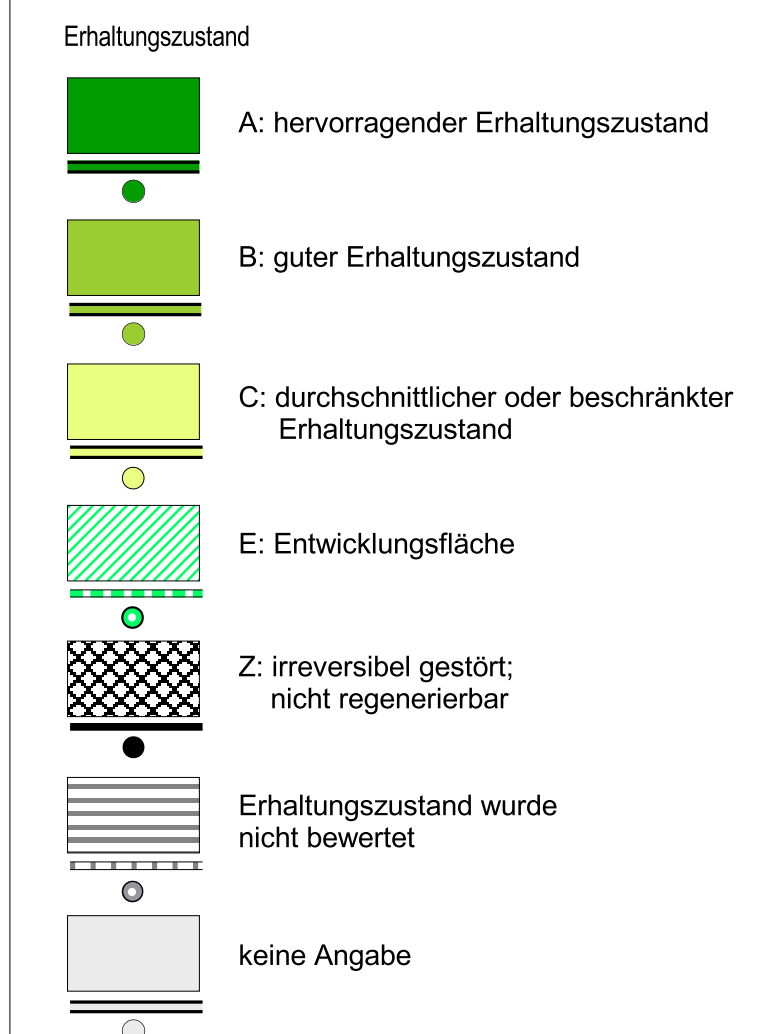 Erhaltungszustand
A: hervorragender Erhaltungszustand
B: guter Erhaltungszustand
C: durchschnittlicher oder beschränkter
Erhaltungszustand
E: Entwicklungsfläche
Z: irreversibel gestört;
nicht regenerierbar
Erhaltungszustand wurde
nicht bewertet
keine Angabe